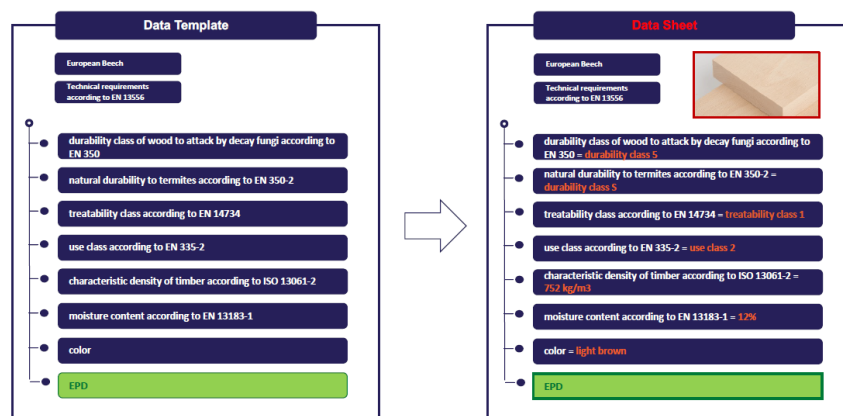 Data Template
European Beech
Technical requirements
according to EN 13556
durability class of wood to attack by decay fungi according to
EN 350
natural durability to termites according to EN 350-2
treatability class according to EN 14734
use class according to EN 335-2
characteristic density of timber according to ISO 13061-2
moisture content according to EN 13183-1
color
EPD
Data Sheet
European Beech
Technical requirements
according to EN 13556
durability class of wood to attack by decay fungi according to
EN 350 = durability class 5
natural durability to termites according to EN 350-2 =
durability class 5
treatability class according to EN 14734 = treatability class 1
use class according to EN 335-2 = use class 2
characteristic density of timber according to ISO 13061-2 =
752 kg/m3
moisture content according to EN 13183-1 = 12%
color = light brown
EPD